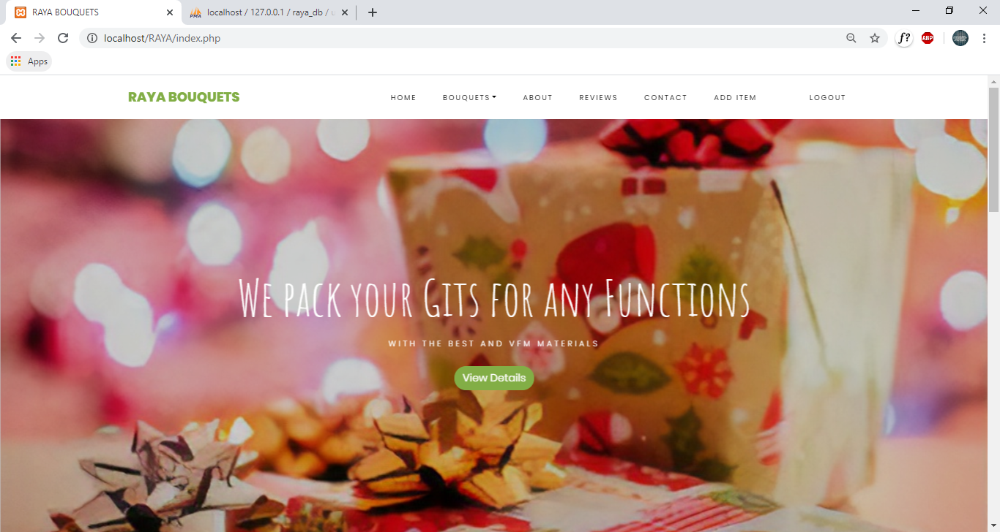 RAYA BOUQUETS
PMA
localhost / 127.0.0.1 / raya_db /
localhost/RAYA/index.php
f?
ABP
Apps
RAYA BOUQUETS
HOME
BOUQUETS
ABOUT
REVIEWS
CONTACT
ADD ITEM
LOGOUT
We pack your Gits for any Functions
WITH THE BEST AND VFM MATERIALS
View Details